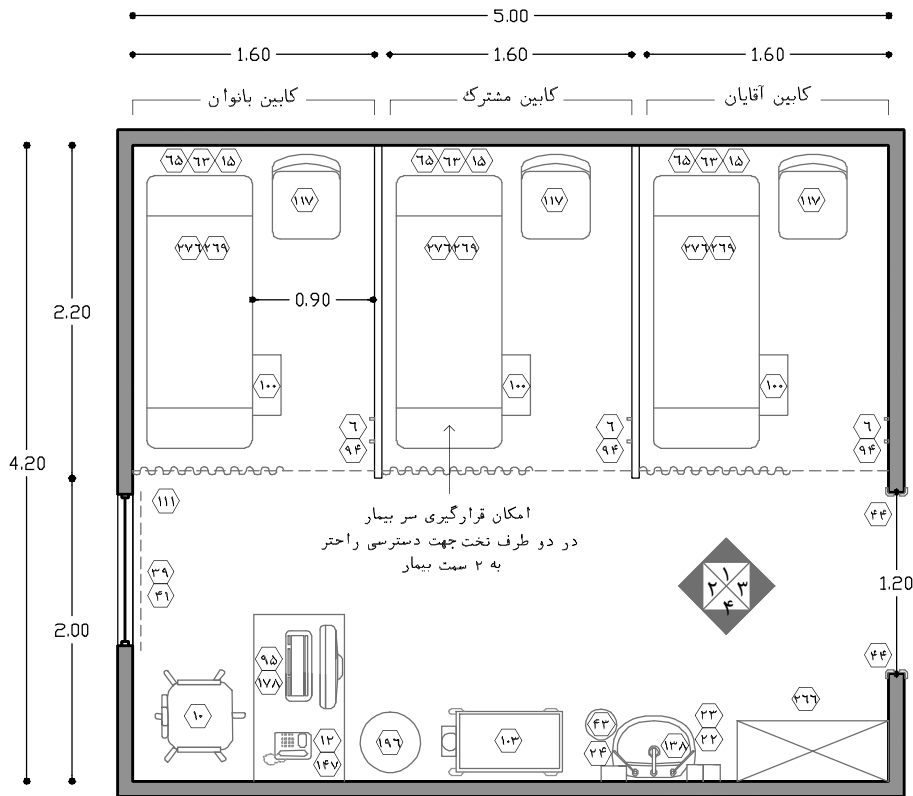 5.00
1.60 1.60 1.60
کابین بانوان کابین مشترک کابین آقایان
۶۵ ۶۳ ۱۵ ۶۵ ۶۳ ۱۵ ۶۵ ۶۳ ۱۵
۱۱۷ ۱۱۷ ۱۱۷
۲۷۶ ۲۶۹ ۲۷۶ ۲۶۹ ۲۷۶ ۲۶۹
0.90
2.20
۱۰۰ ۱۰۰ ۱۰۰
۶ ۶ ۶
۹۴ ۹۴ ۹۴
4.20
۱۱۱
امکان قرارگیری سر بیمار
در دو طرف تخت جهت دسترسی راحتر
به ۲ سمت بیمار
۴۴
۳۹
۴۱
۱
۲ ۳
۴
1.20
2.00
۹۵
۱۷۸
۴۴
۲۶۶
۱۰
۱۲
۱۴۷
۱۹۶
۱۰۳
۴۳
۲۴
۱۳۸
۲۳
۲۲